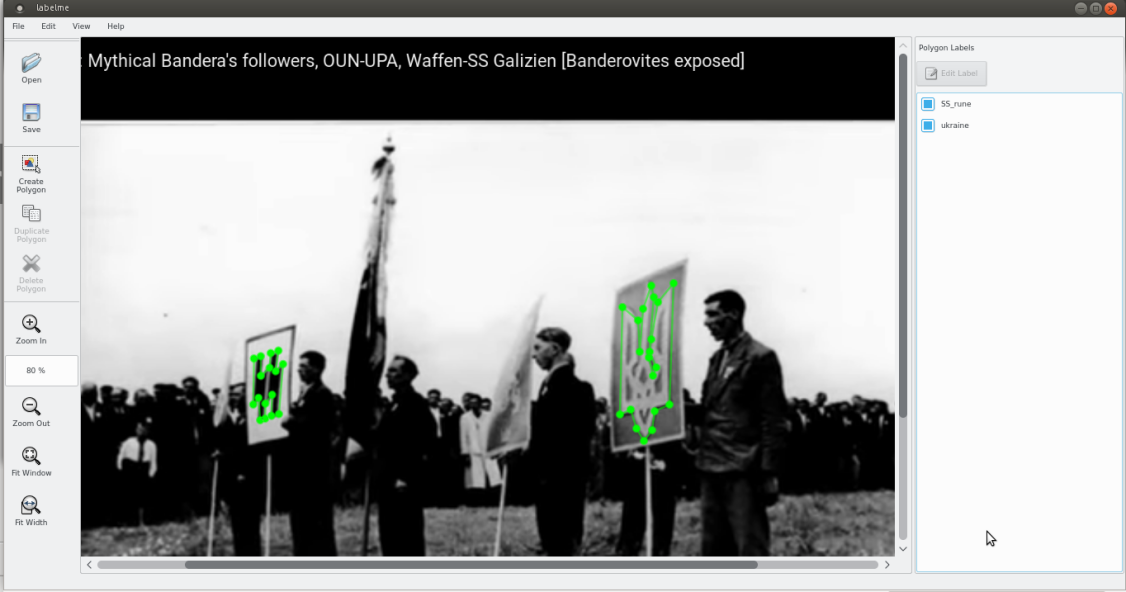 labelme
File Edit View Help
Open
Save
Create
Polygon
Duplicate
Polygon
Delete
Polygon
Zoom In
80 %
Zoom Out
Fit Window
Fit Width
: Mythical Bandera's followers, OUN-UPA, Waffen-SS Galizien [Banderovites exposed]
Polygon Labels
Edit Label
SS_rune
ukraine